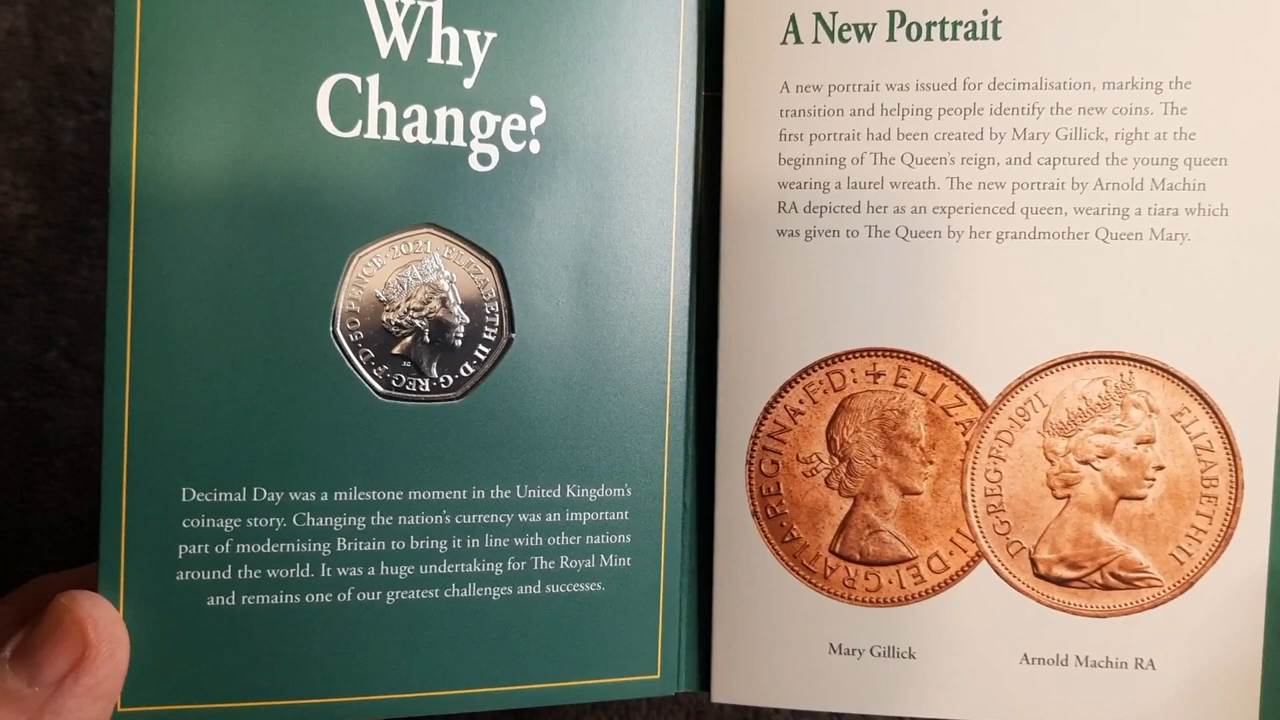 Why
Change?
50 PENCE · 2021 · ELIZABETH II · D · G · REG · F · D ·
Decimal Day was a milestone moment in the United Kingdom's
coinage story. Changing the nation's currency was an important
part of modernising Britain to bring it in line with other nations
around the world. It was a huge undertaking for The Royal Mint
and remains one of our greatest challenges and successes.
A New Portrait
A new portrait was issued for decimalisation, marking the
transition and helping people identify the new coins. The
first portrait had been created by Mary Gillick, right at the
beginning of The Queen's reign, and captured the young queen
wearing a laurel wreath. The new portrait by Arnold Machin
RA depicted her as an experienced queen, wearing a tiara which
was given to The Queen by her grandmother Queen Mary.
ELIZA II · DEI · GRATIA · REGINA · F: D: +
D · G · REG · F · D · 1971 ELIZABETH · II
Mary Gillick
Arnold Machin RA